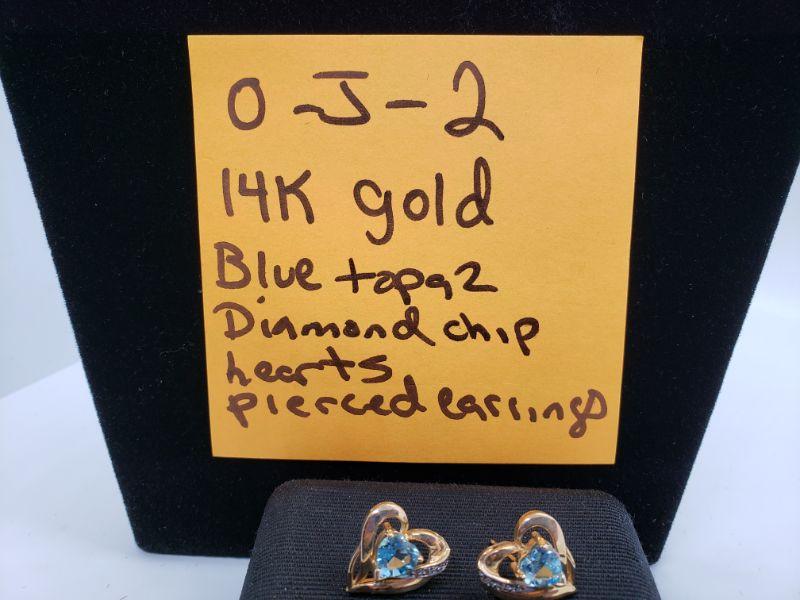 O-J-2
14K gold
Blue topaz
Diamond chip
hearts
pierced earrings